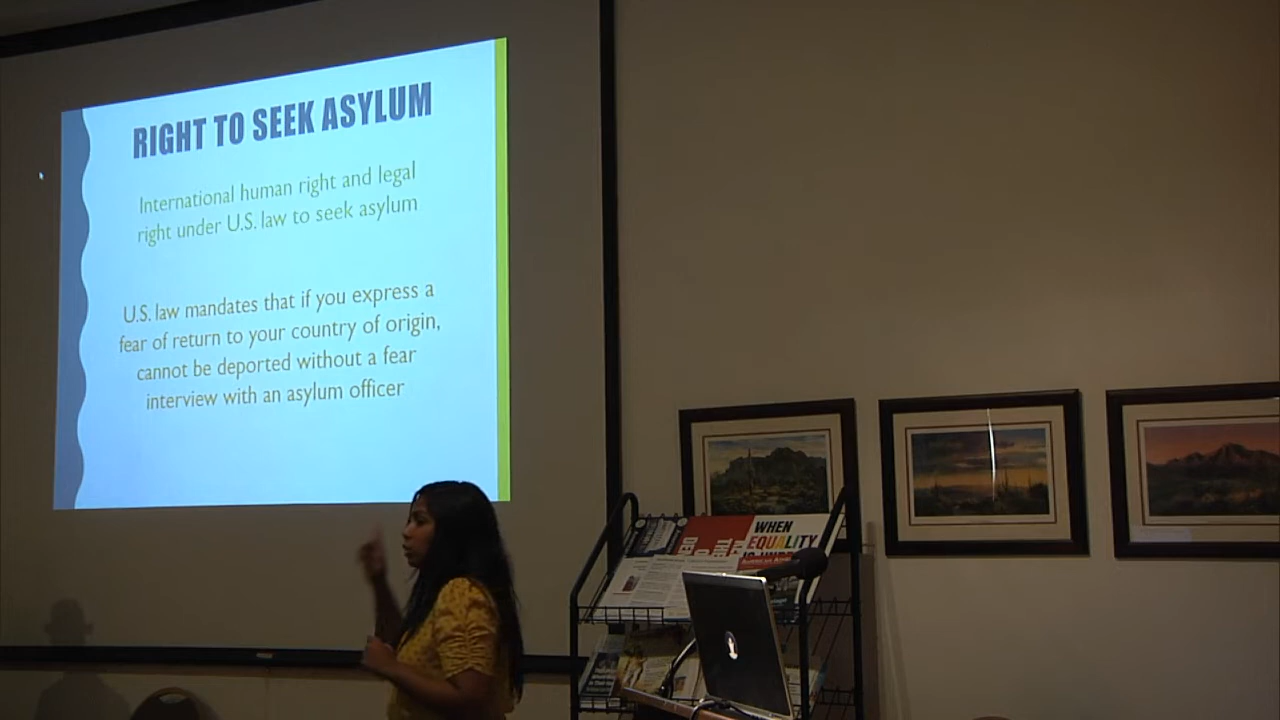 RIGHT TO SEEK ASYLUM
International human right and legal
right under U.S. law to seek asylum
U.S. law mandates that if you express a
fear of return to your country of origin,
cannot be deported without a fear
interview with an asylum officer
WHEN
EQUALITY